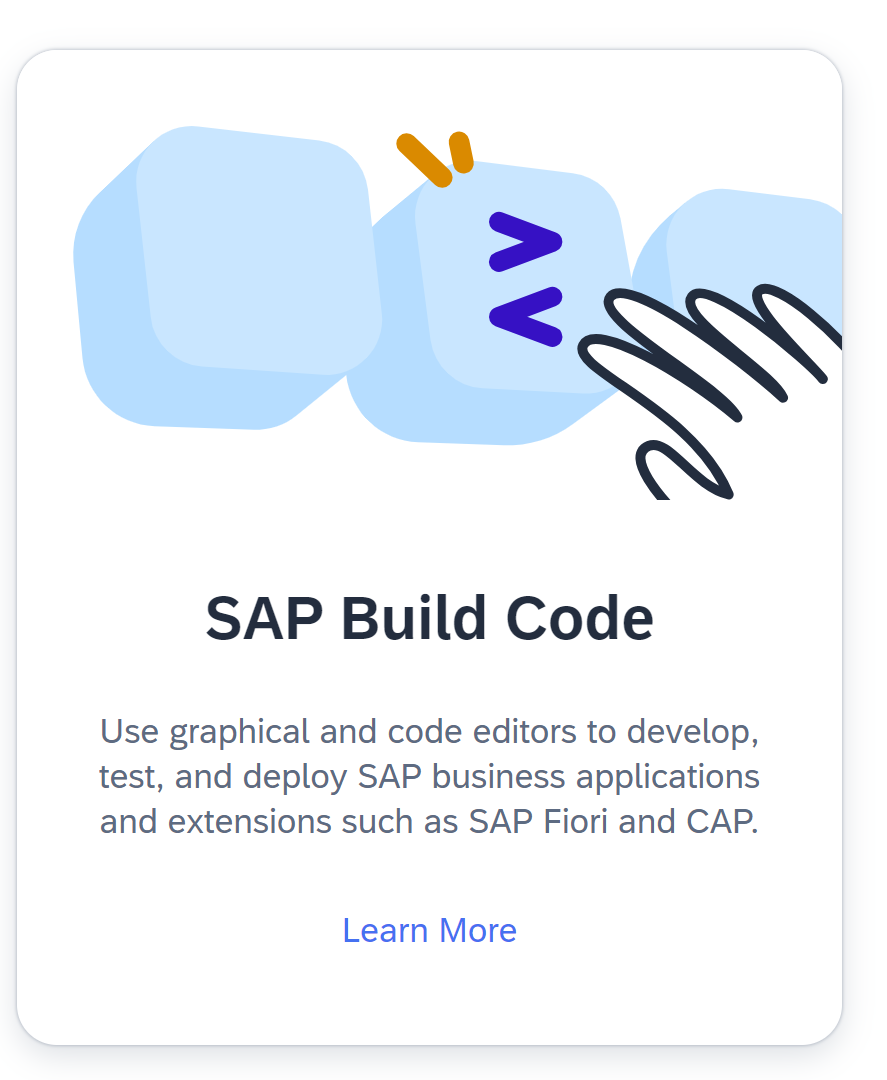 SAP Build Code
Use graphical and code editors to develop,
test, and deploy SAP business applications
and extensions such as SAP Fiori and CAP.
Learn More